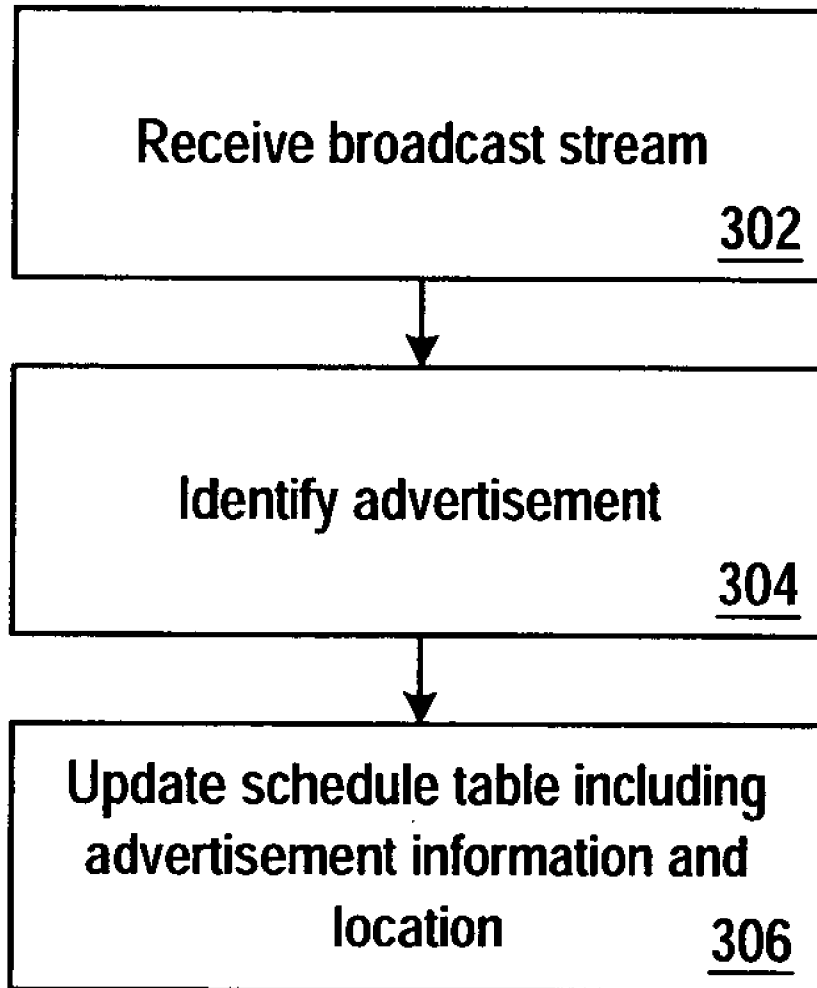 Receive broadcast stream
302
Identify advertisement
304
Update schedule table including
advertisement information and
location
306